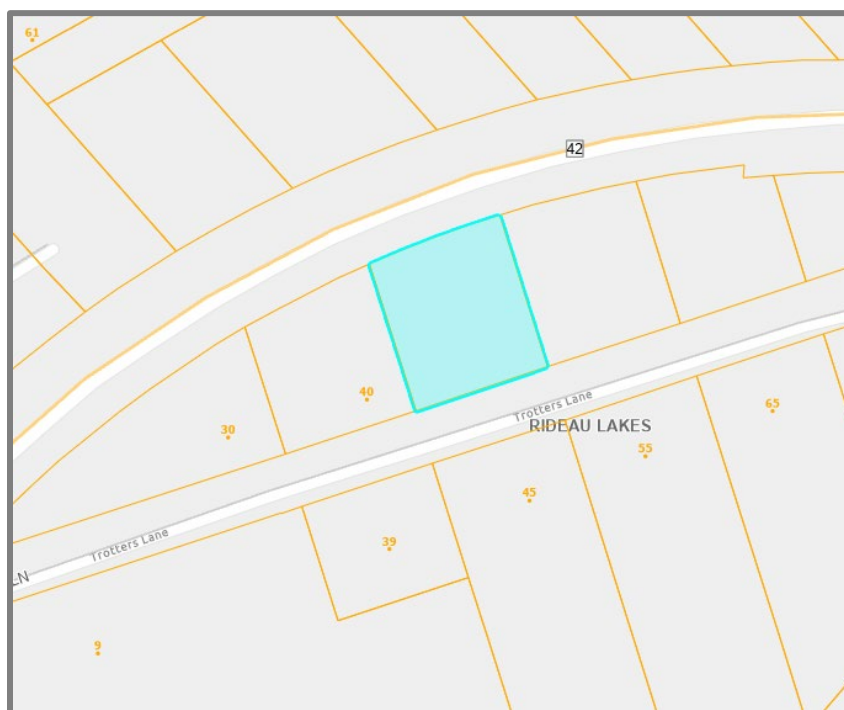 61
42
40
30
Trotters Lane
RIDEAU LAKES
65
55
45
39
Trotters Lane
LN
9